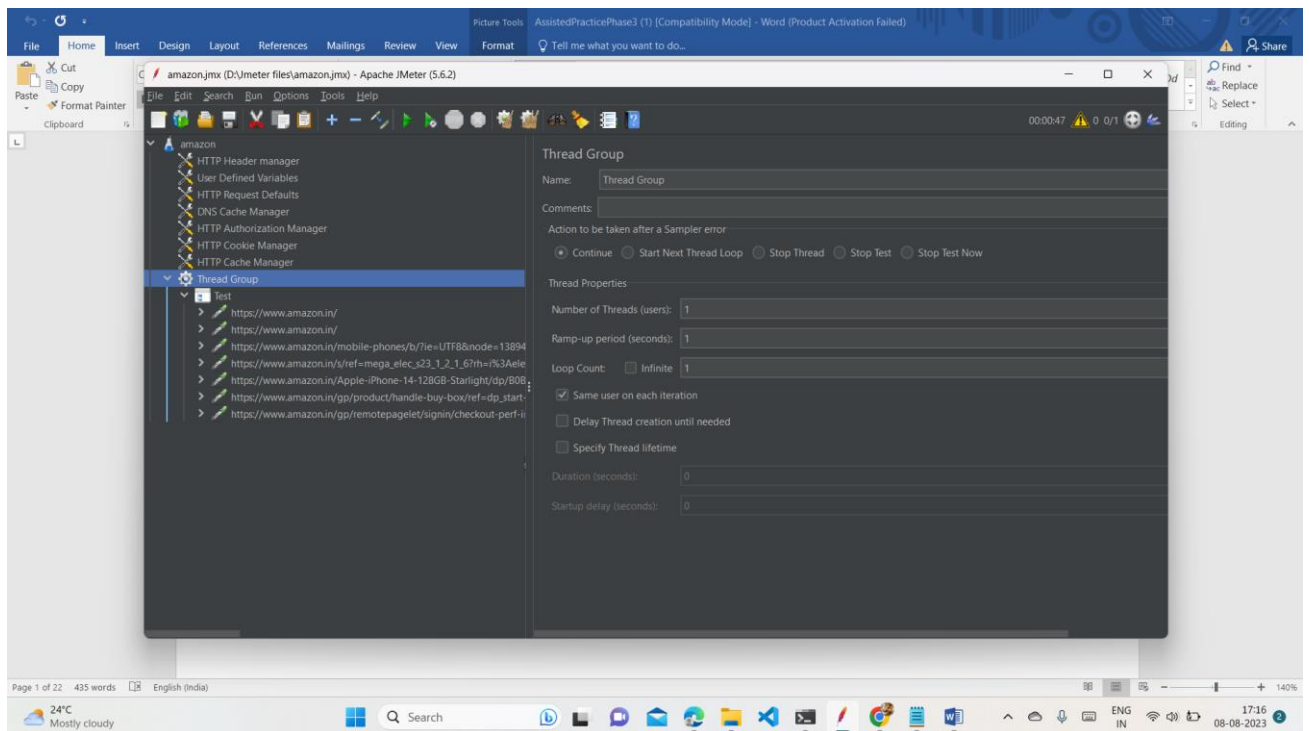 Picture Tools AssistedPracticePhase3 (1) [Compatibility Mode] - Word (Product Activation Failed)
File Home Insert Design Layout References Mailings Review View Format Tell me what you want to do... Share
Cut
Copy
Format Painter
Paste
Clipboard
Find
Replace
Select
Editing
amazon.jmx (D:\Jmeter files\amazon.jmx) - Apache JMeter (5.6.2)
File Edit Search Run Options Tools Help
00:00:47 0 0/1
amazon
HTTP Header manager
User Defined Variables
HTTP Request Defaults
DNS Cache Manager
HTTP Authorization Manager
HTTP Cookie Manager
HTTP Cache Manager
Thread Group
Test
https://www.amazon.in/
https://www.amazon.in/
https://www.amazon.in/mobile-phones/b/?ie=UTF8&node=13894
https://www.amazon.in/s/ref=mega_elec_s23_1_2_1_6?rh=i%3Aele
https://www.amazon.in/Apple-iPhone-14-128GB-Starlight/dp/B0B
https://www.amazon.in/gp/product/handle-buy-box/ref=dp_start-
https://www.amazon.in/gp/remotepagelet/signin/checkout-perf-i
Thread Group
Name: Thread Group
Comments:
Action to be taken after a Sampler error
Continue Start Next Thread Loop Stop Thread Stop Test Stop Test Now
Thread Properties
Number of Threads (users): 1
Ramp-up period (seconds): 1
Loop Count: Infinite 1
Same user on each iteration
Delay Thread creation until needed
Specify Thread lifetime
Duration (seconds): 0
Startup delay (seconds): 0
Page 1 of 22 435 words English (India) 140%
24°C
Mostly cloudy
Search
ENG
IN
17:16
08-08-2023
2